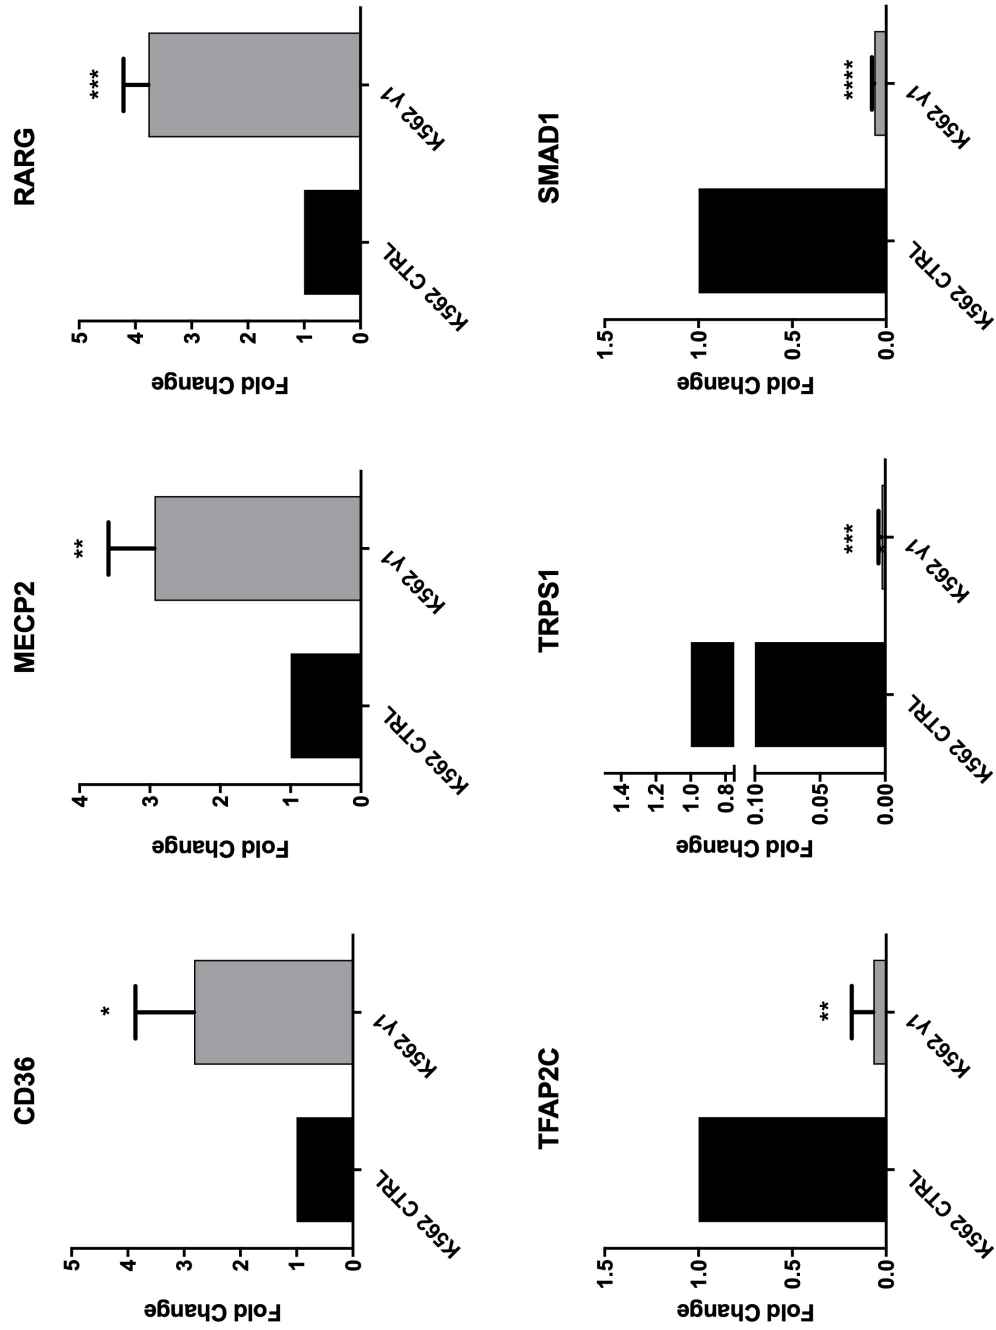 CD36
Fold Change
5
4
3
2
1
0
*
K562 CTRL
K562 γ1
MECP2
Fold Change
4
3
2
1
0
**
K562 CTRL
K562 γ1
RARG
Fold Change
5
4
3
2
1
0
***
K562 CTRL
K562 γ1
TFAP2C
Fold Change
1.5
1.0
0.5
0.0
**
K562 CTRL
K562 γ1
TRPS1
Fold Change
1.4
1.2
1.0
0.8
0.10
0.05
0.00
***
K562 CTRL
K562 γ1
SMAD1
Fold Change
1.5
1.0
0.5
0.0
****
K562 CTRL
K562 γ1